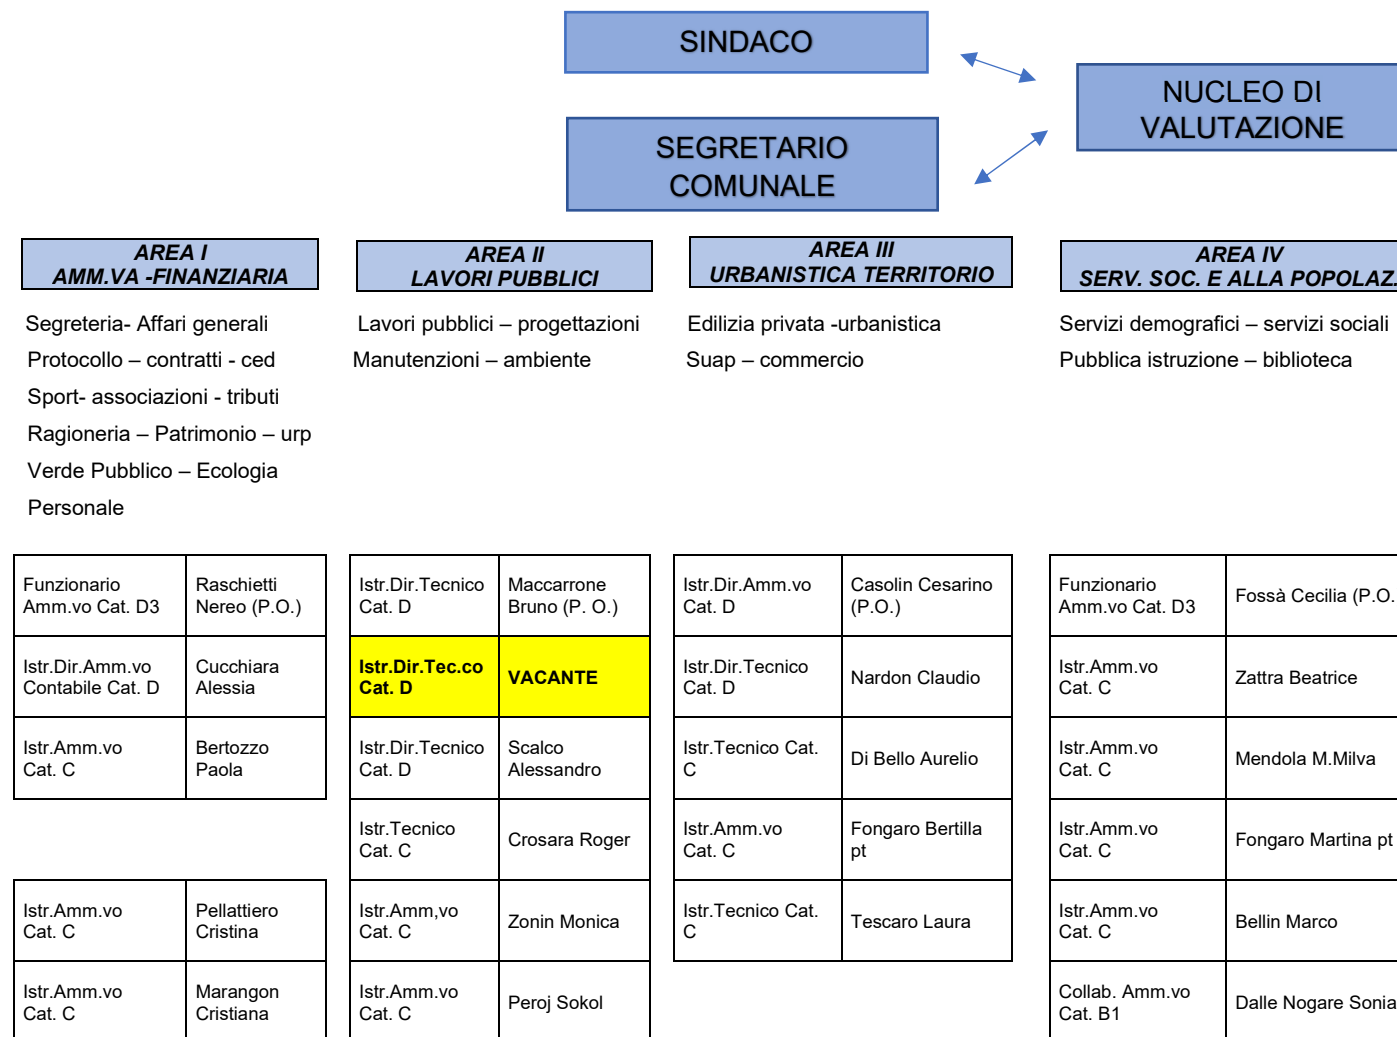 SINDACO
NUCLEO DI
VALUTAZIONE
SEGRETARIO
COMUNALE
AREA I
AMM.VA -FINANZIARIA
AREA II
LAVORI PUBBLICI
AREA III
URBANISTICA TERRITORIO
AREA IV
SERV. SOC. E ALLA POPOLAZ.
Segreteria- Affari generali
Protocollo – contratti - ced
Sport- associazioni - tributi
Ragioneria – Patrimonio – urp
Verde Pubblico – Ecologia
Personale
Lavori pubblici – progettazioni
Manutenzioni – ambiente
Edilizia privata -urbanistica
Suap – commercio
Servizi demografici – servizi sociali
Pubblica istruzione – biblioteca
Funzionario
Amm.vo Cat. D3
Raschietti
Nereo (P.O.)
Istr.Dir.Amm.vo
Contabile Cat. D
Cucchiara
Alessia
Istr.Amm.vo
Cat. C
Bertozzo
Paola
Istr.Amm.vo
Cat. C
Pellattiero
Cristina
Istr.Amm.vo
Cat. C
Marangon
Cristiana
Istr.Dir.Tecnico
Cat. D
Maccarrone
Bruno (P. O.)
Istr.Dir.Tec.co
Cat. D
VACANTE
Istr.Dir.Tecnico
Cat. D
Scalco
Alessandro
Istr.Tecnico
Cat. C
Crosara Roger
Istr.Amm,vo
Cat. C
Zonin Monica
Istr.Amm.vo
Cat. C
Peroj Sokol
Istr.Dir.Amm.vo
Cat. D
Casolin Cesarino
(P.O.)
Istr.Dir.Tecnico
Cat. D
Nardon Claudio
Istr.Tecnico Cat.
C
Di Bello Aurelio
Istr.Amm.vo
Cat. C
Fongaro Bertilla
pt
Istr.Tecnico Cat.
C
Tescaro Laura
Funzionario
Amm.vo Cat. D3
Fossà Cecilia (P.O.
Istr.Amm.vo
Cat. C
Zattra Beatrice
Istr.Amm.vo
Cat. C
Mendola M.Milva
Istr.Amm.vo
Cat. C
Fongaro Martina pt
Istr.Amm.vo
Cat. C
Bellin Marco
Collab. Amm.vo
Cat. B1
Dalle Nogare Sonia